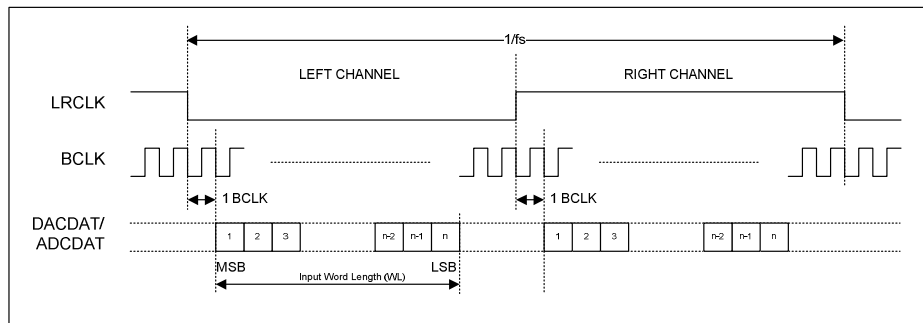 1/fs
LEFT CHANNEL
RIGHT CHANNEL
LRCLK
BCLK
1 BCLK
1 BCLK
DACDAT/
ADCDAT
1 2 3 n-2 n-1 n
1 2 3 n-2 n-1 n
MSB
LSB
Input Word Length (WL)